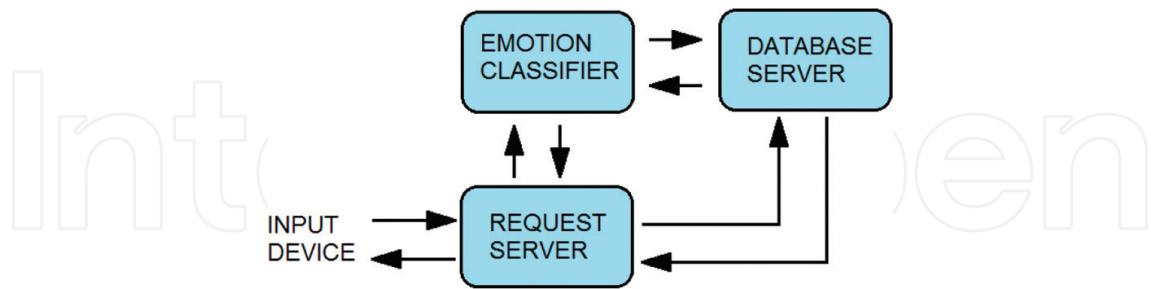 EMOTION
CLASSIFIER
DATABASE
SERVER
INPUT
DEVICE
REQUEST
SERVER